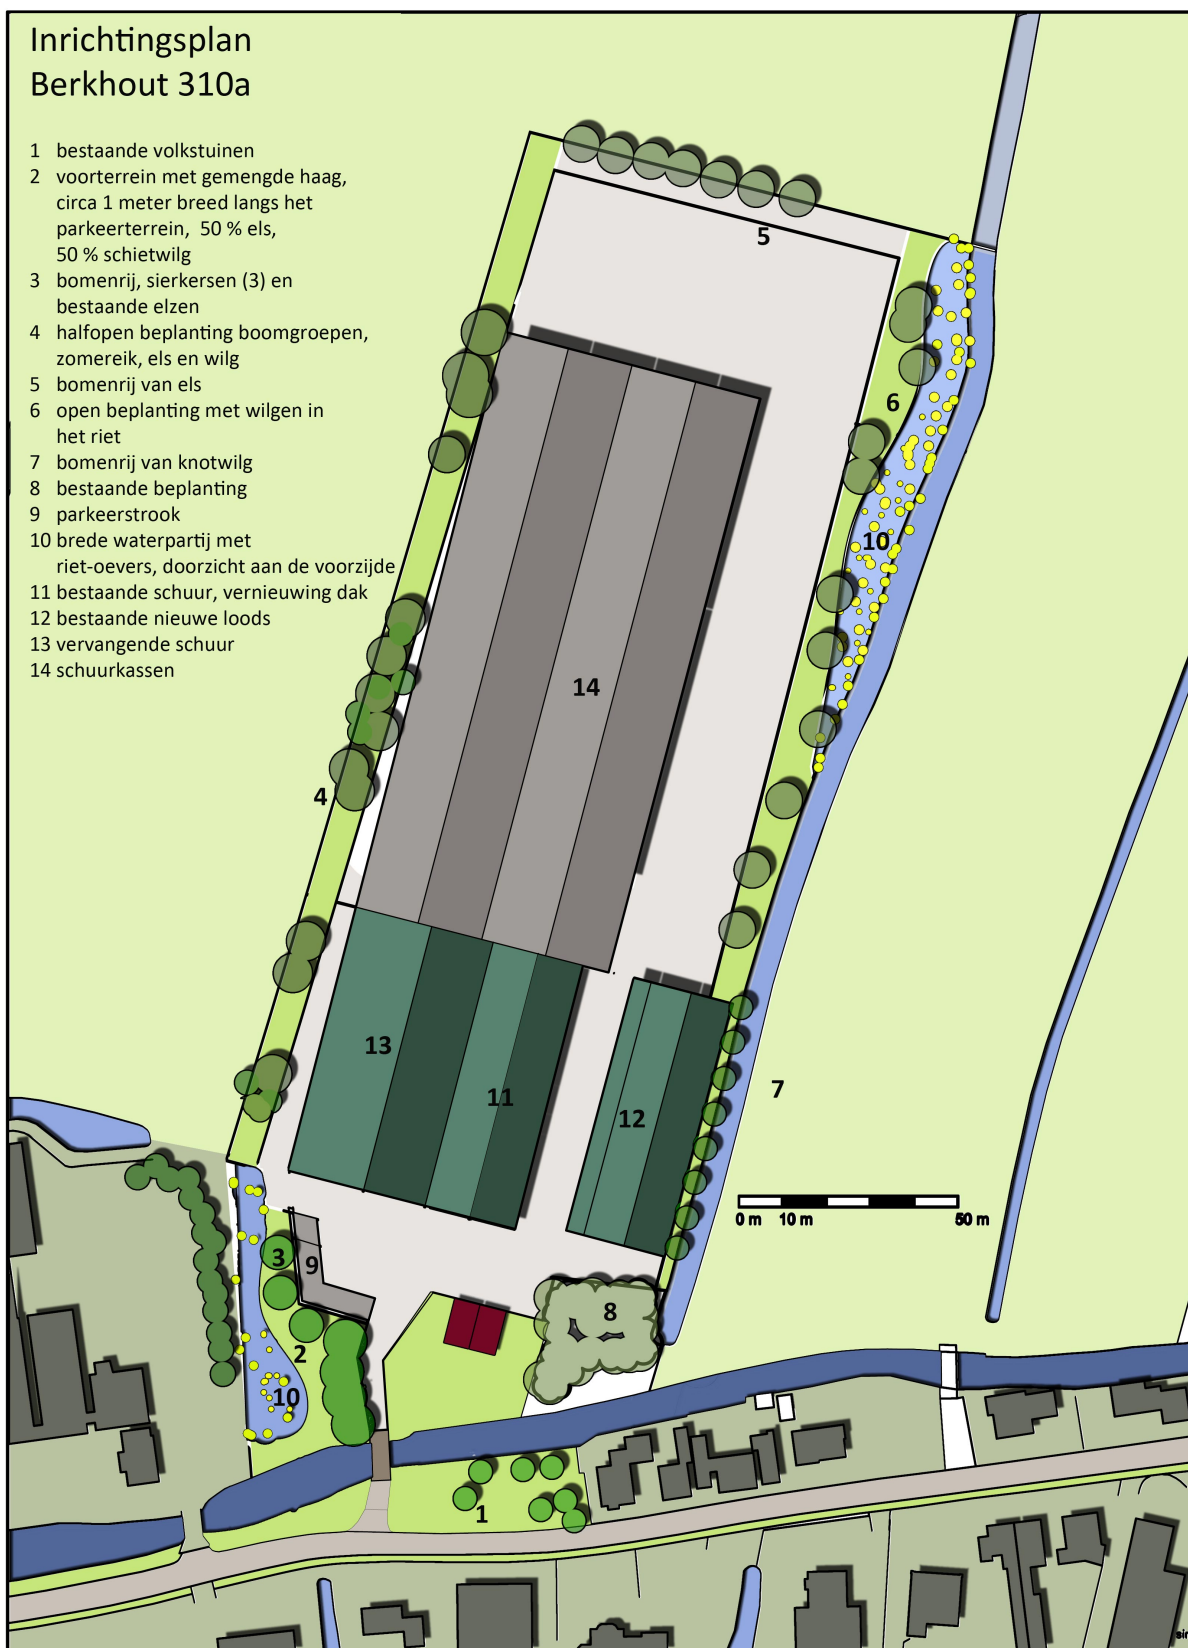 Inrichtingsplan
Berkhout 310a
1 bestaande volkstuinen
2 voorterrein met gemengde haag,
circa 1 meter breed langs het
parkeerterrein, 50 % els,
50 % schietwilg
3 bomenrij, sierkersen (3) en
bestaande elzen
4 halfopen beplanting boomgroepen,
zomereik, els en wilg
5 bomenrij van els
6 open beplanting met wilgen in
het riet
7 bomenrij van knotwilg
8 bestaande beplanting
9 parkeerstrook
10 brede waterpartij met
riet-oevers, doorzicht aan de voorzijde
11 bestaande schuur, vernieuwing dak
12 bestaande nieuwe loods
13 vervangende schuur
14 schuurkassen
5
6
10
14
4
13
11
12
7
0 m 10 m 50 m
3
9
8
2
10
1